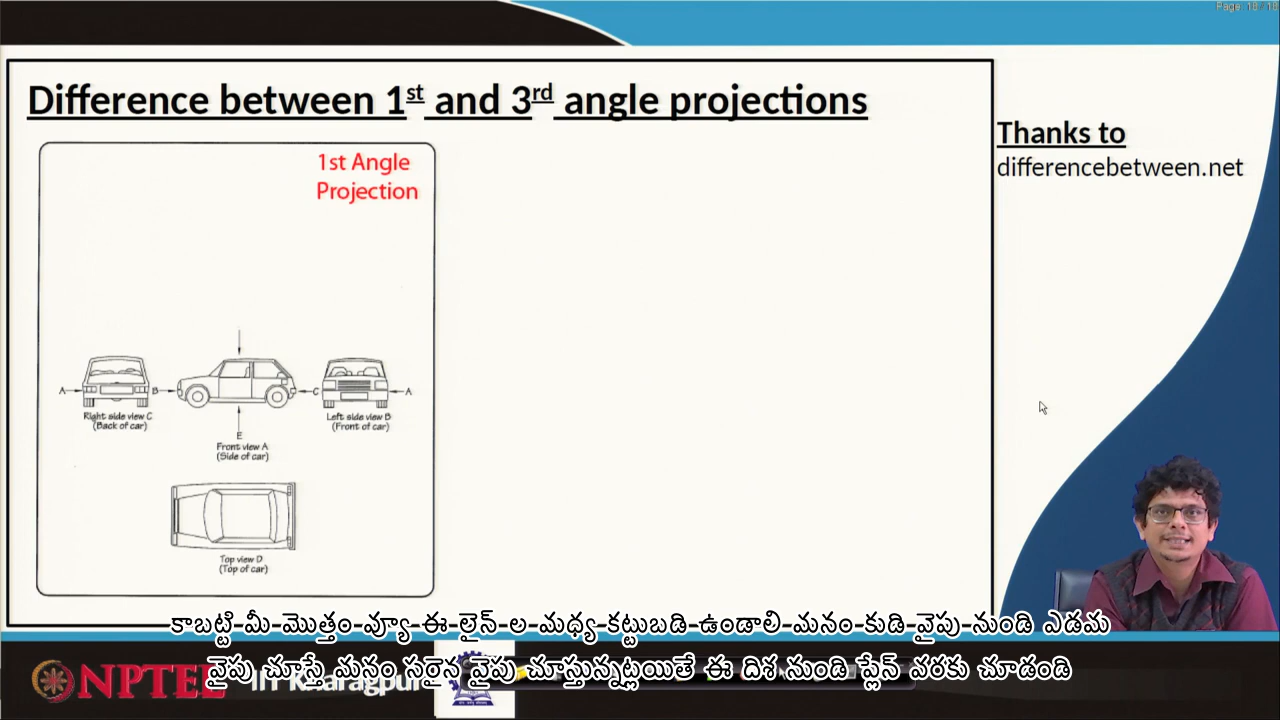 Page 18/18
Difference between 1st and 3rd angle projections
Thanks to
differencebetween.net
1st Angle
Projection
A B C A
Right side view C
(Back of car)
Left side view B
(Front of car)
E
Front view A
(Side of car)
Top view D
(Top of car)
కాబట్టి మీ మొత్తం వ్యూ ఈ లైన్ ల మధ్య కట్టుబడి ఉండాలి మనం కుడి వైపు నుండి ఎడమ
వైపు చూస్తే మనం సరైన వైపు చూస్తున్నట్లయితే ఈ దిశ నుండి ప్లేన్ వరకు చూడండి
NPTEL
IIT Kharagpur